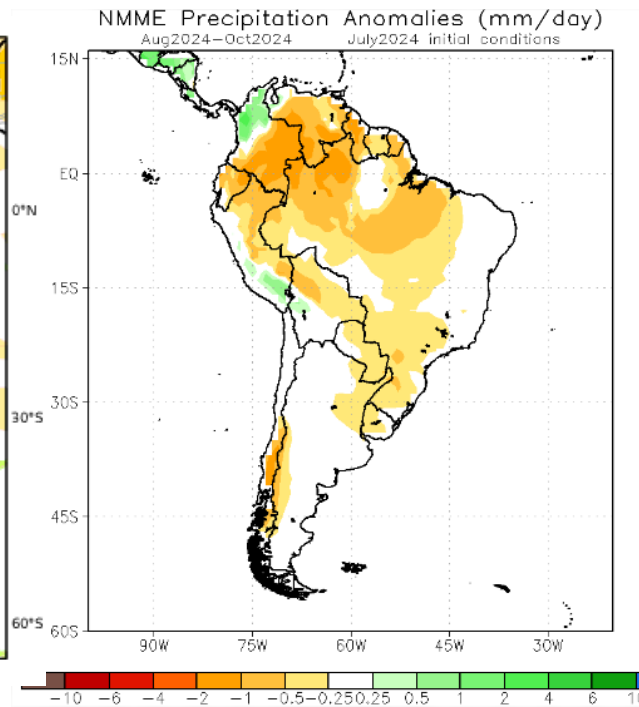 NMME Precipitation Anomalies (mm/day)
Aug2024-Oct2024 July2024 initial conditions
15N
EQ
0°N
15S
30S
30°S
45S
60°S
60S
90W 75W 60W 45W 30W
-10 -6 -4 -2 -1 -0.5 -0.25 0.25 0.5 1 2 4 6 10